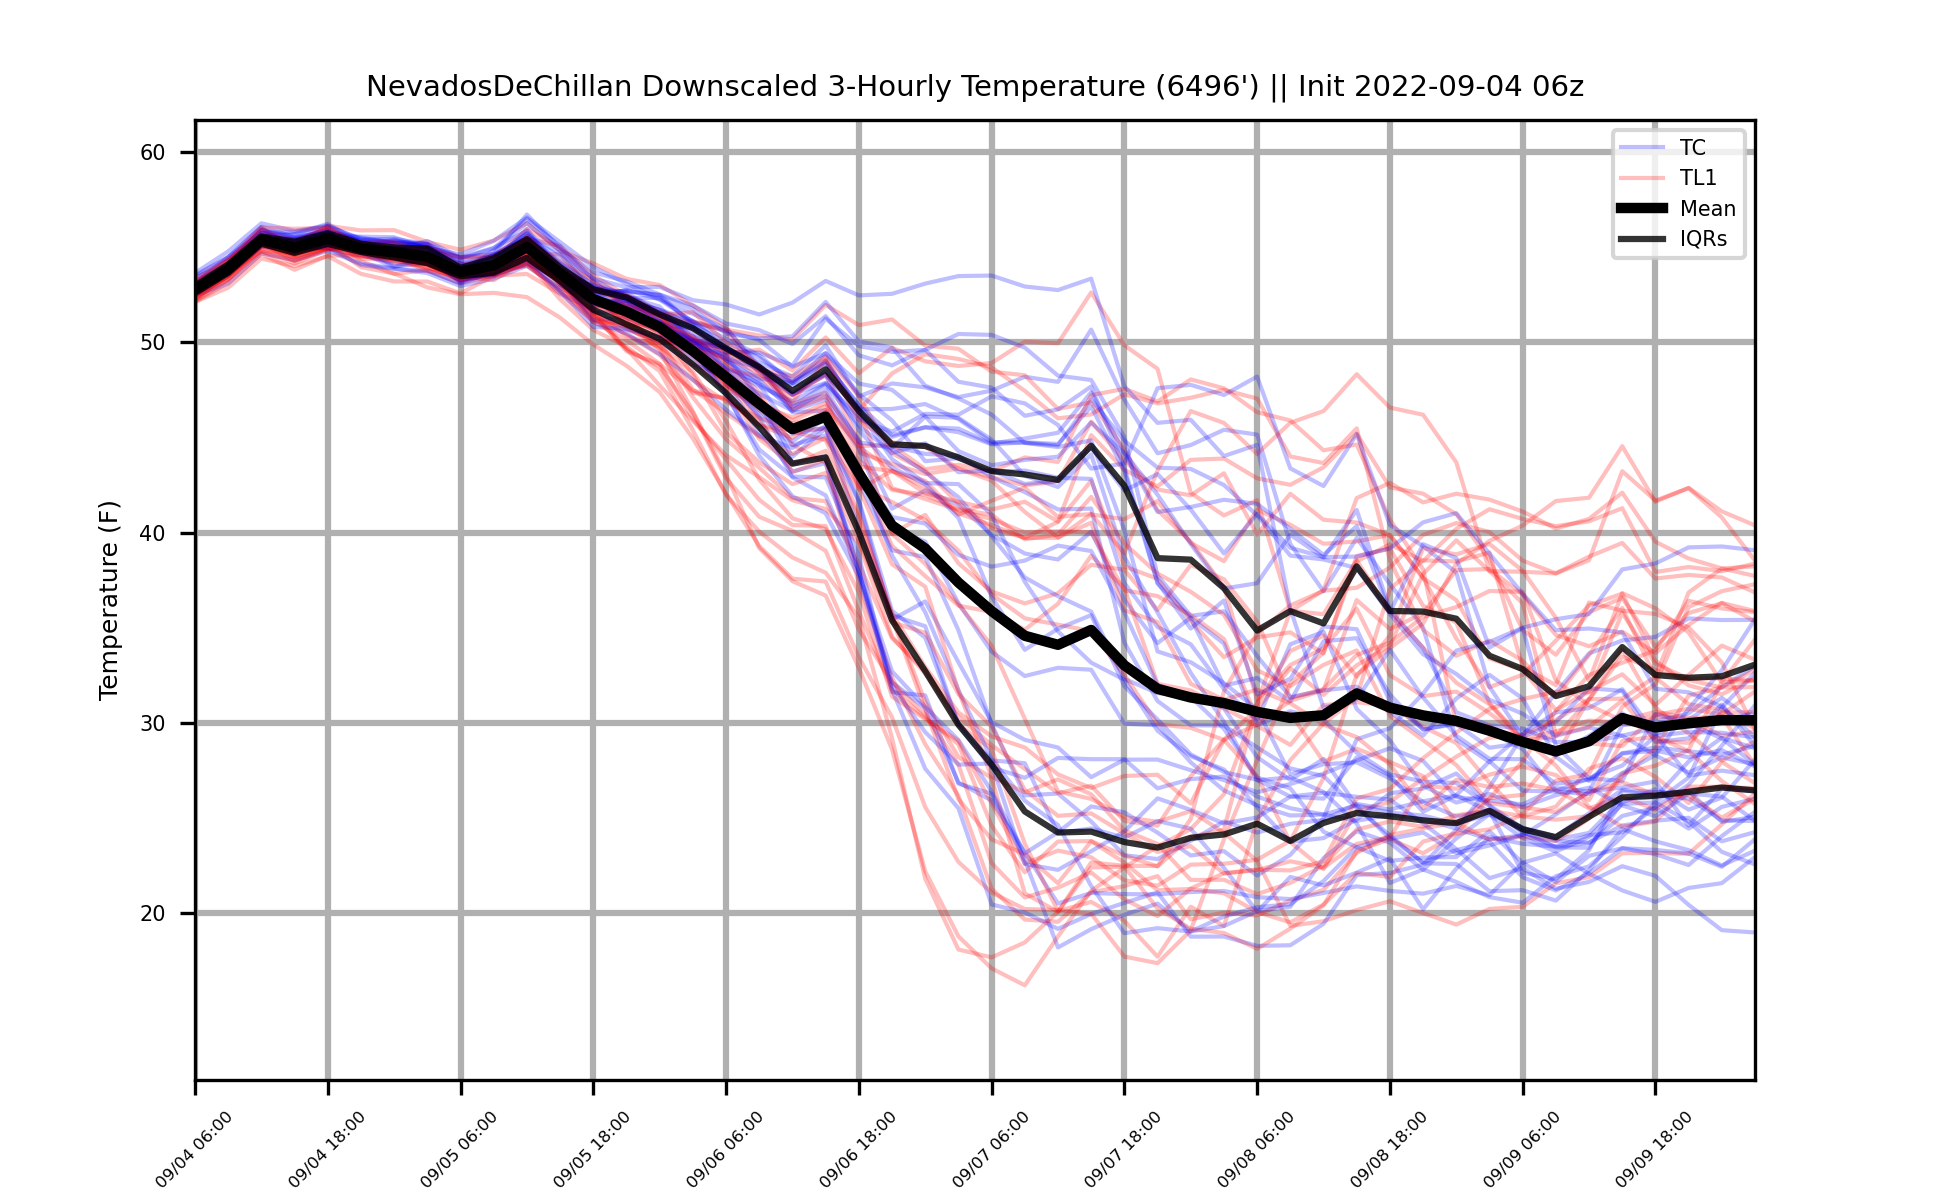 NevadosDeChillan Downscaled 3-Hourly Temperature (6496') || Init 2022-09-04 06z
TC
TL1
Mean
IQRs
Temperature (F)
60
50
40
30
20
09/04 06:00
09/04 18:00
09/05 06:00
09/05 18:00
09/06 06:00
09/06 18:00
09/07 06:00
09/07 18:00
09/08 06:00
09/08 18:00
09/09 06:00
09/09 18:00